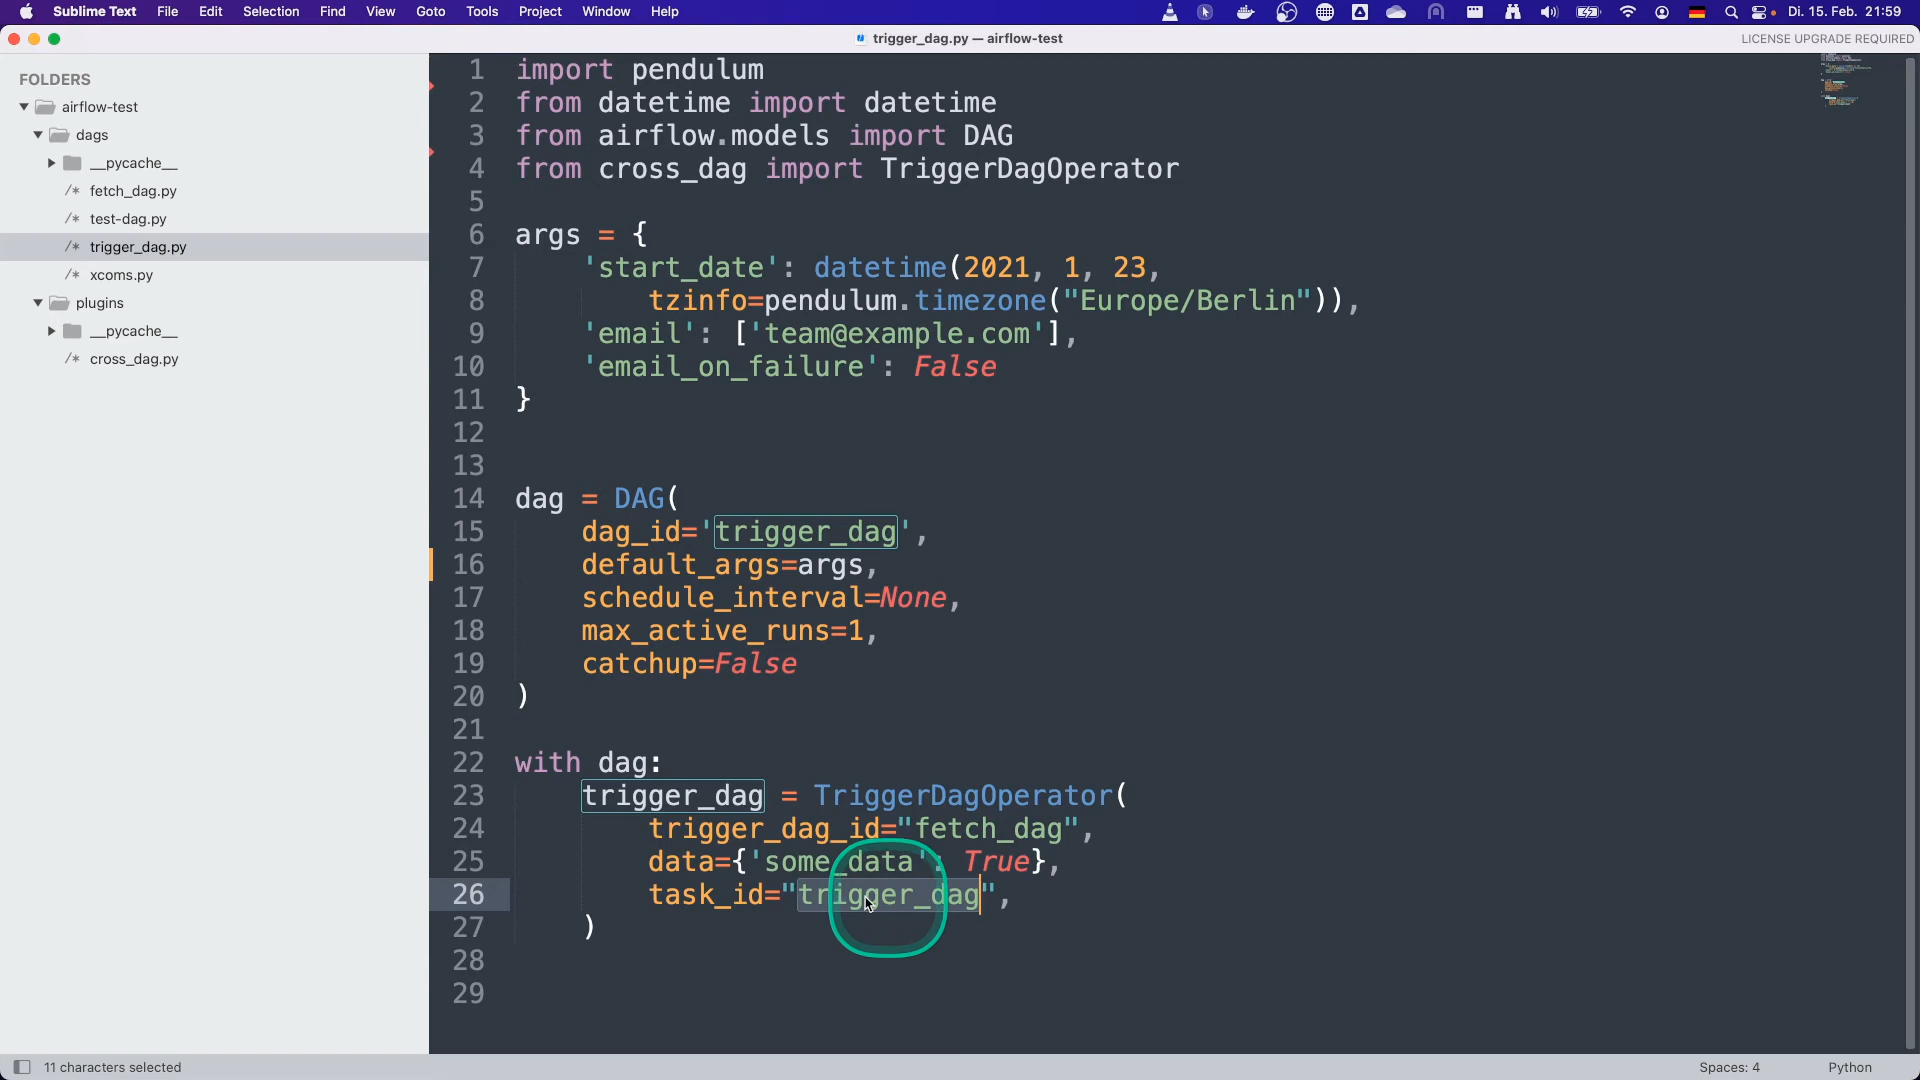 Sublime Text File Edit Selection Find View Goto Tools Project Window Help Di. 15. Feb. 21:59
trigger_dag.py — airflow-test LICENSE UPGRADE REQUIRED
FOLDERS
airflow-test
dags
__pycache__
/* fetch_dag.py
/* test-dag.py
/* trigger_dag.py
/* xcoms.py
plugins
__pycache__
/* cross_dag.py
1 import pendulum
2 from datetime import datetime
3 from airflow.models import DAG
4 from cross_dag import TriggerDagOperator
5
6 args = {
7 'start_date': datetime(2021, 1, 23,
8 tzinfo=pendulum.timezone("Europe/Berlin")),
9 'email': ['team@example.com'],
10 'email_on_failure': False
11 }
12
13
14 dag = DAG(
15 dag_id='trigger_dag',
16 default_args=args,
17 schedule_interval=None,
18 max_active_runs=1,
19 catchup=False
20 )
21
22 with dag:
23 trigger_dag = TriggerDagOperator(
24 trigger_dag_id="fetch_dag",
25 data={'some_data': True},
26 task_id="trigger_dag",
27 )
28
29
11 characters selected Spaces: 4 Python